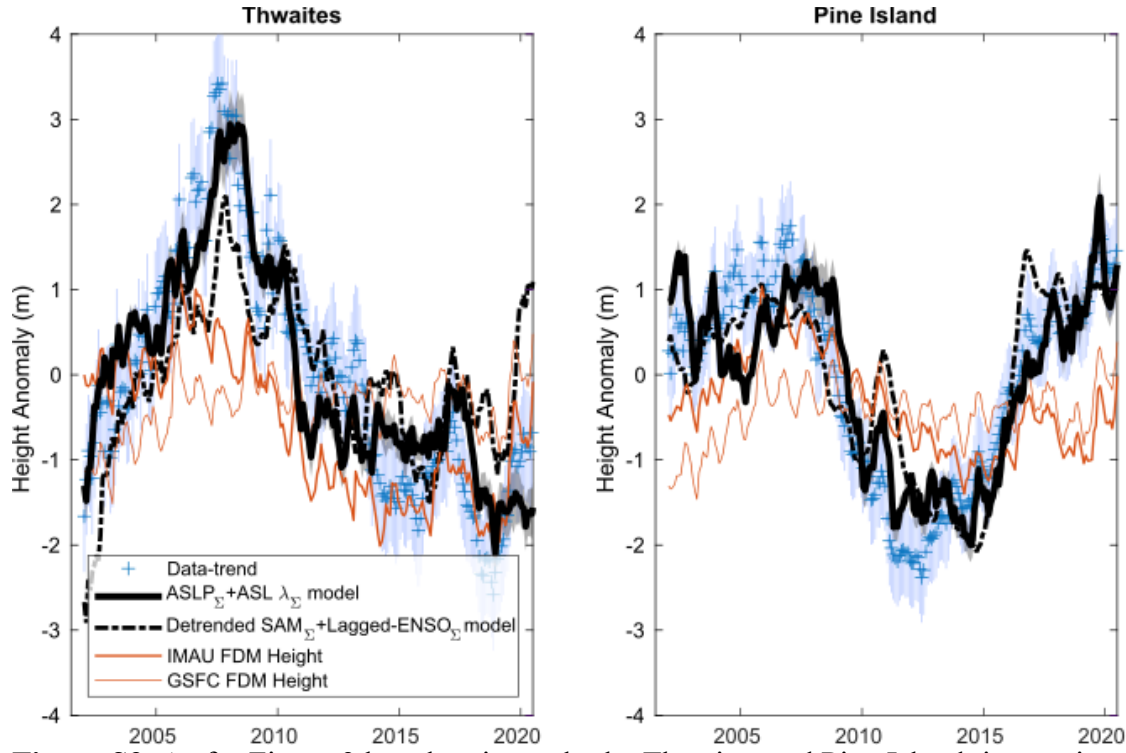 Thwaites
Pine Island
4
3
2
1
0
-1
-2
-3
-4
Height Anomaly (m)
2005
2010
2015
2020
Data-trend
ASLP_Σ+ASL λ_Σ model
Detrended SAM_Σ+Lagged-ENSO_Σ model
IMAU FDM Height
GSFC FDM Height
4
3
2
1
0
-1
-2
-3
-4
Height Anomaly (m)
2005
2010
2015
2020